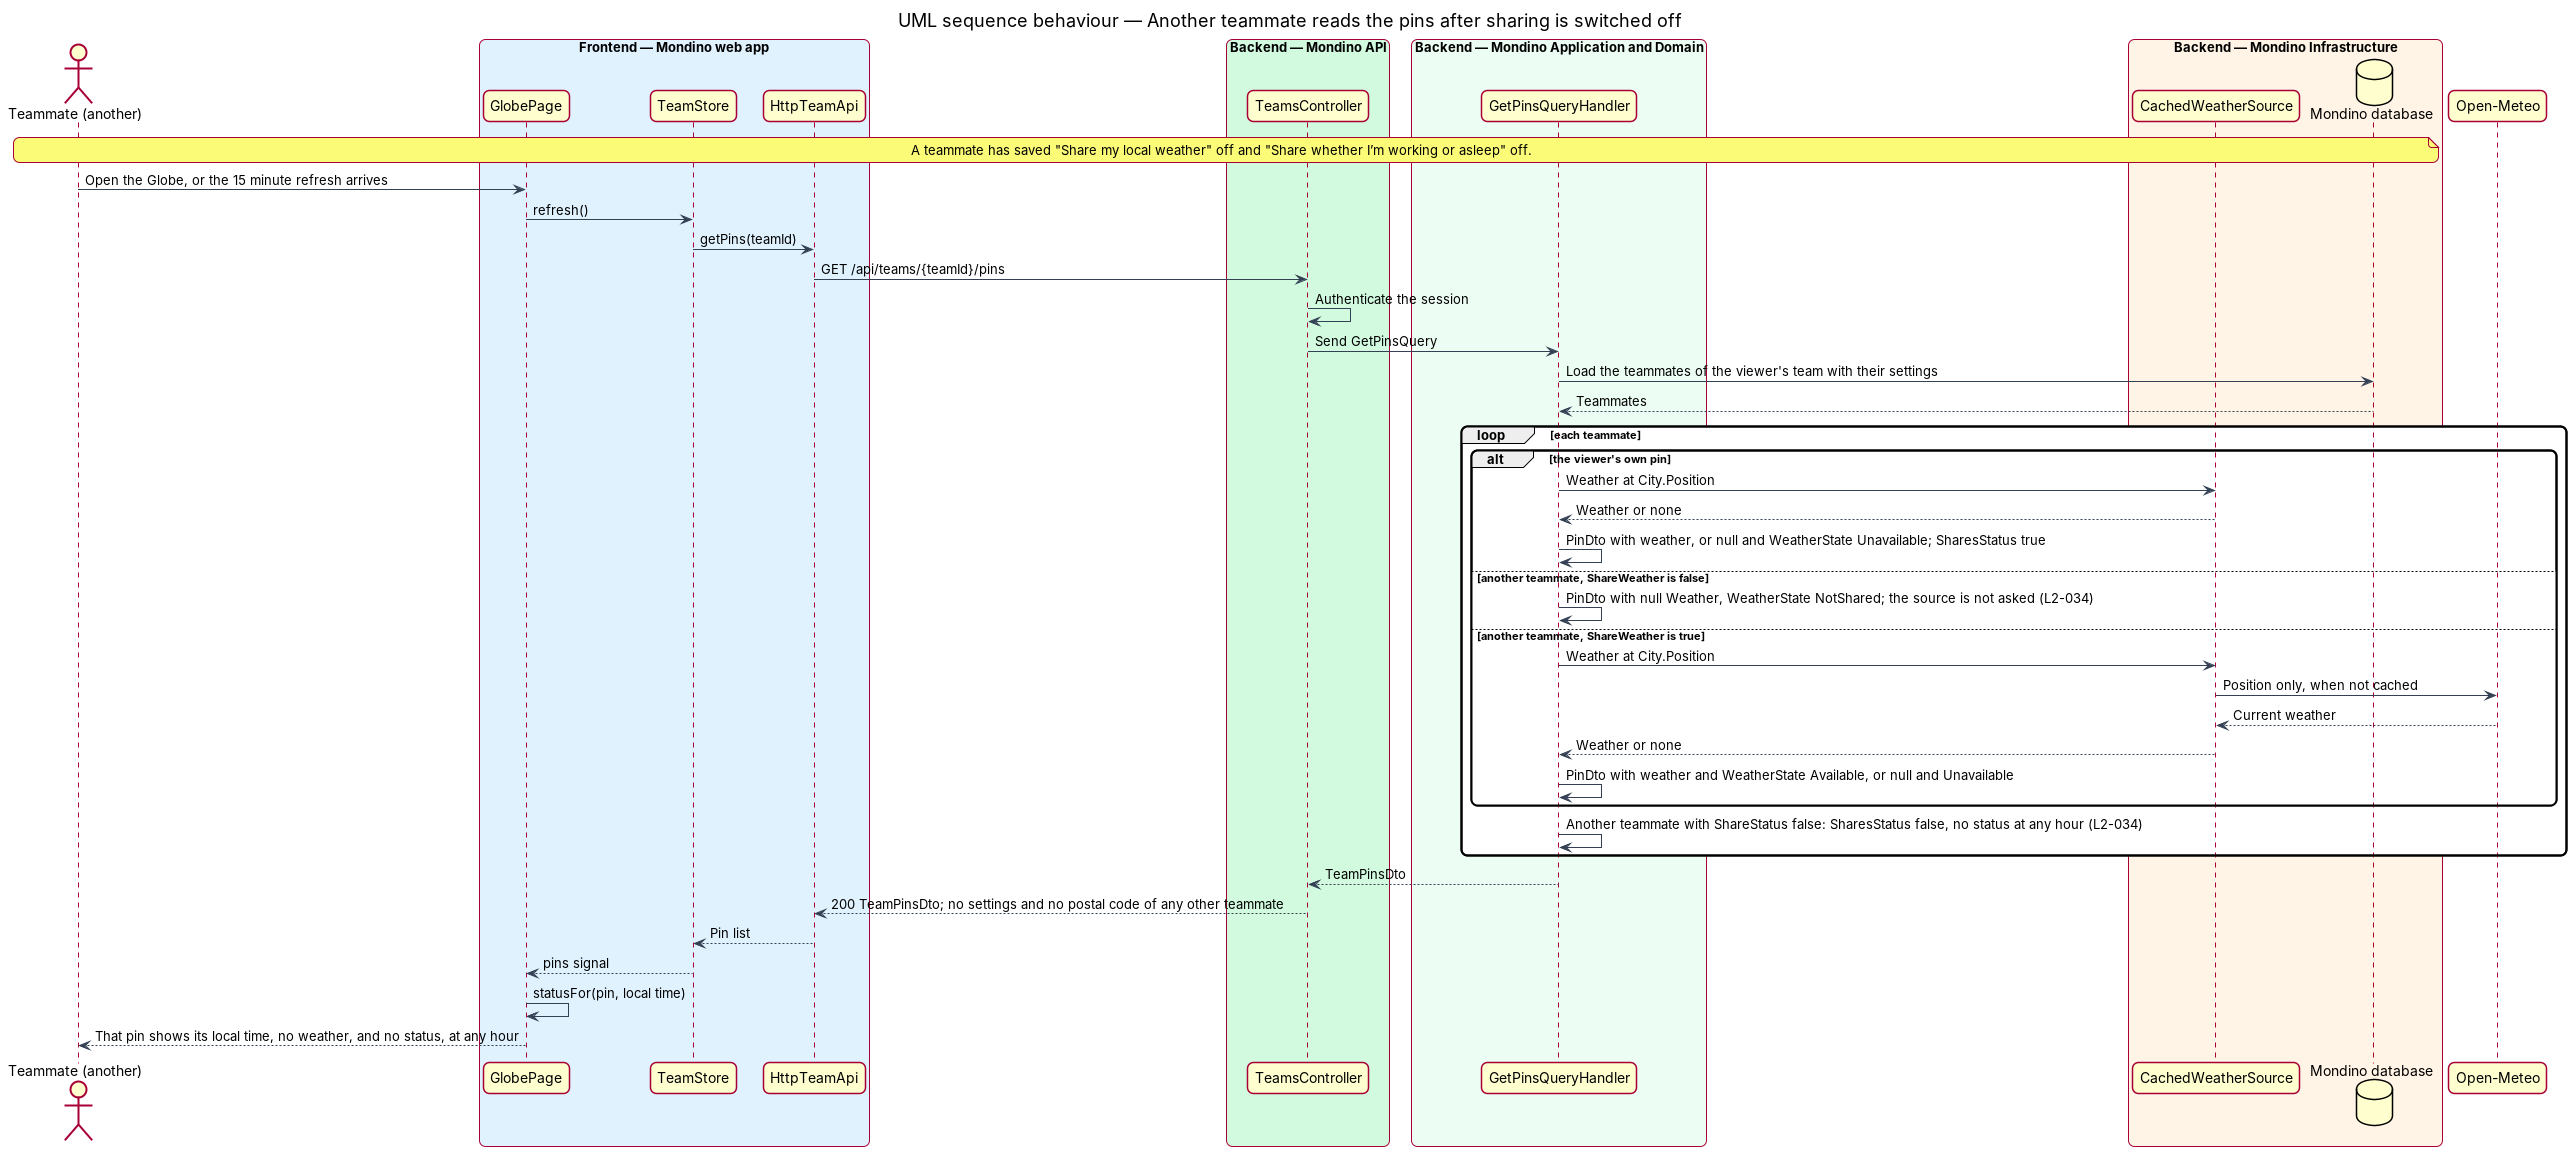 UML sequence behaviour — Another teammate reads the pins after sharing is switched off
Frontend — Mondino web app
Backend — Mondino API
Backend — Mondino Application and Domain
Backend — Mondino Infrastructure
Teammate (another)
GlobePage
TeamStore
HttpTeamApi
TeamsController
GetPinsQueryHandler
CachedWeatherSource
Mondino database
Open-Meteo
A teammate has saved "Share my local weather" off and "Share whether I'm working or asleep" off.
Open the Globe, or the 15 minute refresh arrives
refresh()
getPins(teamId)
GET /api/teams/{teamId}/pins
Authenticate the session
Send GetPinsQuery
Load the teammates of the viewer's team with their settings
Teammates
loop [each teammate]
alt [the viewer's own pin]
Weather at City.Position
Weather or none
PinDto with weather, or null and WeatherState Unavailable; SharesStatus true
[another teammate, ShareWeather is false]
PinDto with null Weather, WeatherState NotShared; the source is not asked (L2-034)
[another teammate, ShareWeather is true]
Weather at City.Position
Position only, when not cached
Current weather
Weather or none
PinDto with weather and WeatherState Available, or null and Unavailable
Another teammate with ShareStatus false: SharesStatus false, no status at any hour (L2-034)
TeamPinsDto
200 TeamPinsDto; no settings and no postal code of any other teammate
Pin list
pins signal
statusFor(pin, local time)
That pin shows its local time, no weather, and no status, at any hour
Teammate (another)
GlobePage
TeamStore
HttpTeamApi
TeamsController
GetPinsQueryHandler
CachedWeatherSource
Mondino database
Open-Meteo